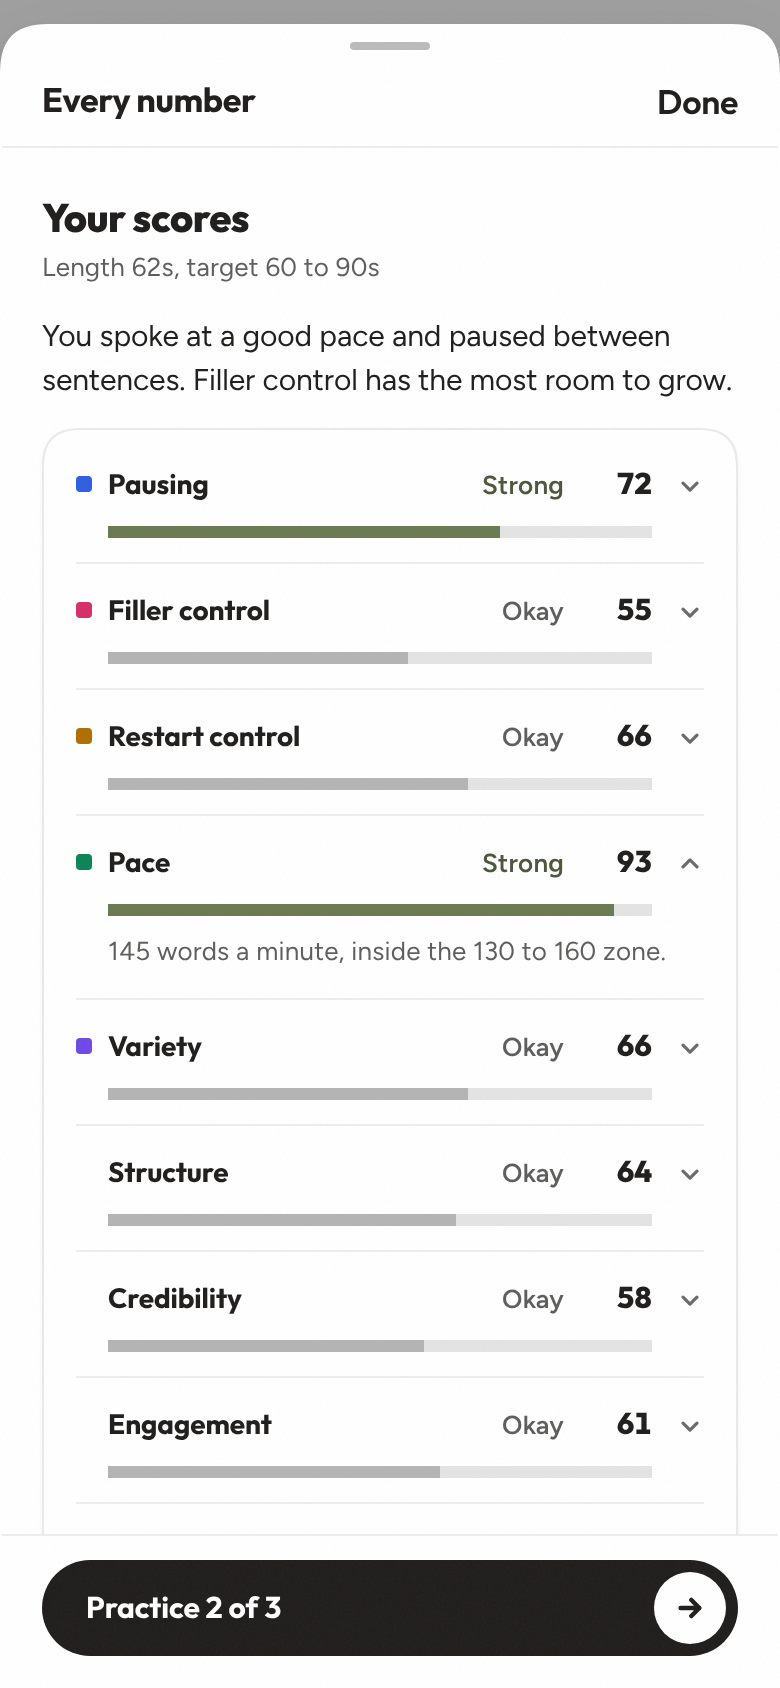 Every number
Done
Your scores
Length 62s, target 60 to 90s
You spoke at a good pace and paused between
sentences. Filler control has the most room to grow.
Pausing Strong 72
Filler control Okay 55
Restart control Okay 66
Pace Strong 93
145 words a minute, inside the 130 to 160 zone.
Variety Okay 66
Structure Okay 64
Credibility Okay 58
Engagement Okay 61
Practice 2 of 3